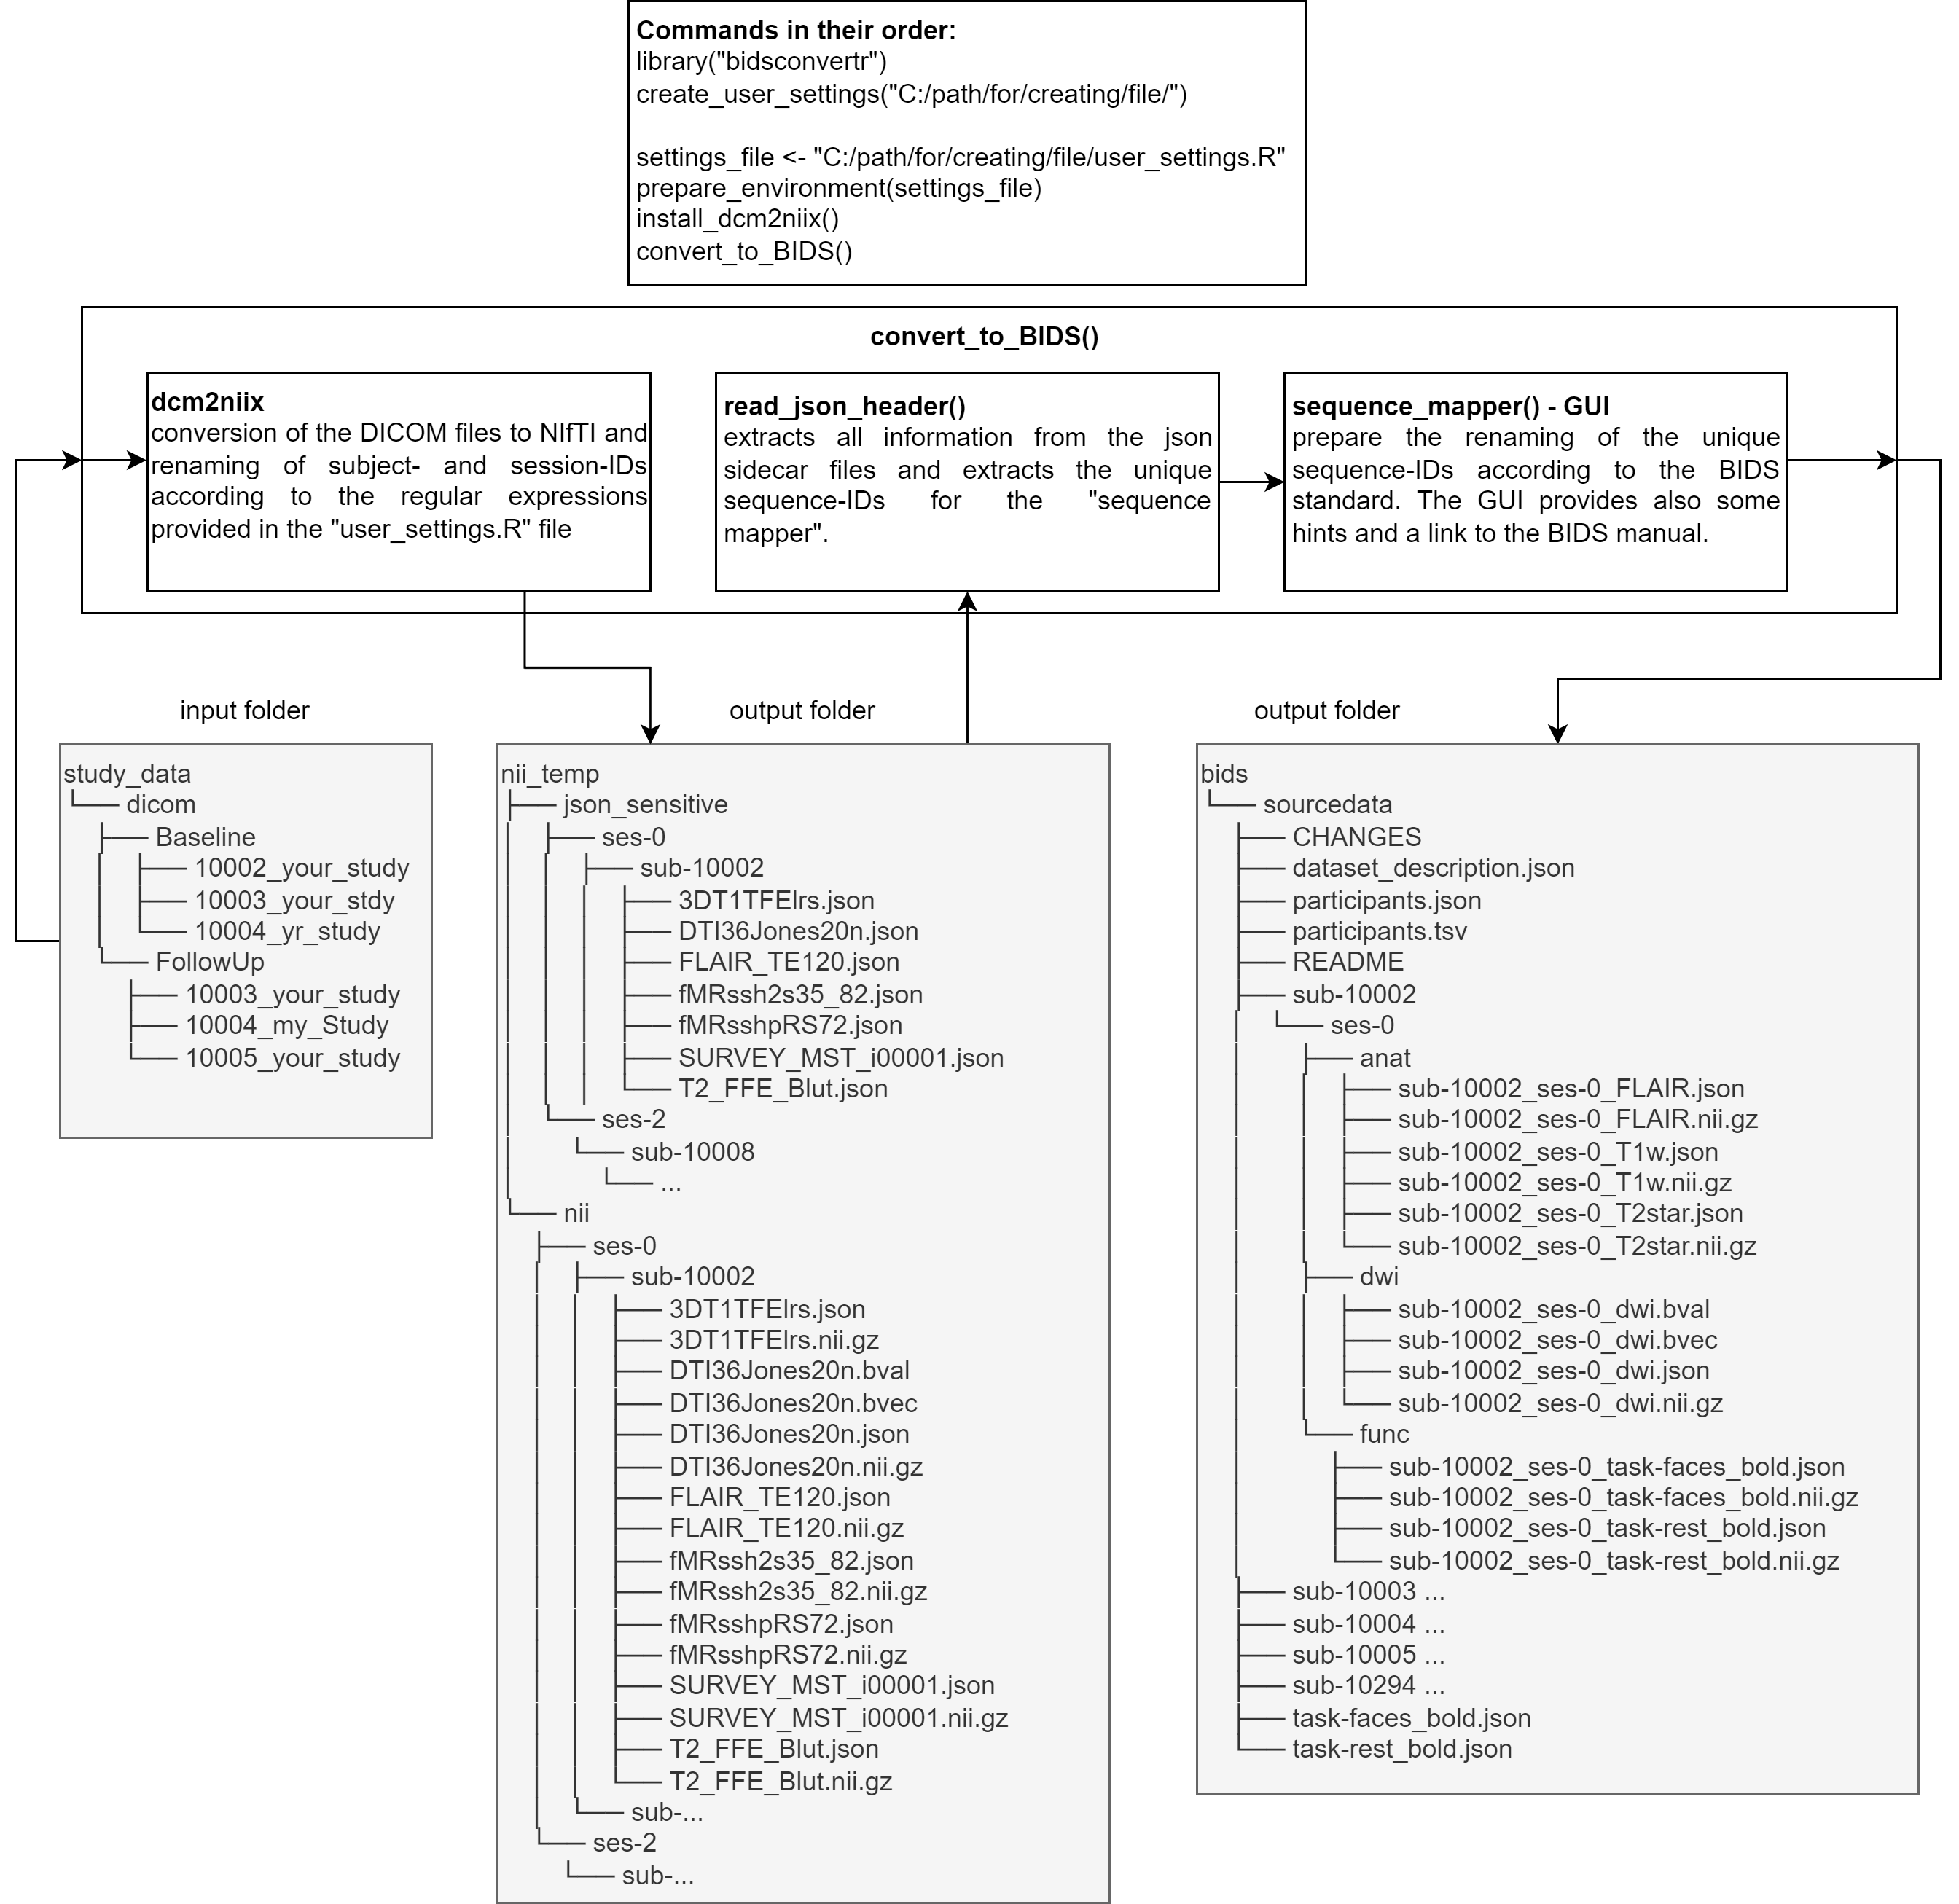 Commands in their order:
library("bidsconvertr")
create_user_settings("C:/path/for/creating/file/")
settings_file <- "C:/path/for/creating/file/user_settings.R"
prepare_environment(settings_file)
install_dcm2niix()
convert_to_BIDS()
convert_to_BIDS()
dcm2niix
conversion of the DICOM files to NIfTI and
renaming of subject- and session-IDs
according to the regular expressions
provided in the "user_settings.R" file
read_json_header()
extracts all information from the json
sidecar files and extracts the unique
sequence-IDs for the "sequence
mapper".
sequence_mapper() - GUI
prepare the renaming of the unique
sequence-IDs according to the BIDS
standard. The GUI provides also some
hints and a link to the BIDS manual.
input folder
study_data
dicom
Baseline
10002_your_study
10003_your_stdy
10004_yr_study
FollowUp
10003_your_study
10004_my_Study
10005_your_study
output folder
nii_temp
json_sensitive
ses-0
sub-10002
3DT1TFElrs.json
DTI36Jones20n.json
FLAIR_TE120.json
fMRssh2s35_82.json
fMRsshpRS72.json
SURVEY_MST_i00001.json
T2_FFE_Blut.json
ses-2
sub-10008
...
nii
ses-0
sub-10002
3DT1TFElrs.json
3DT1TFElrs.nii.gz
DTI36Jones20n.bval
DTI36Jones20n.bvec
DTI36Jones20n.json
DTI36Jones20n.nii.gz
FLAIR_TE120.json
FLAIR_TE120.nii.gz
fMRssh2s35_82.json
fMRssh2s35_82.nii.gz
fMRsshpRS72.json
fMRsshpRS72.nii.gz
SURVEY_MST_i00001.json
SURVEY_MST_i00001.nii.gz
T2_FFE_Blut.json
T2_FFE_Blut.nii.gz
sub-...
ses-2
sub-...
output folder
bids
sourcedata
CHANGES
dataset_description.json
participants.json
participants.tsv
README
sub-10002
ses-0
anat
sub-10002_ses-0_FLAIR.json
sub-10002_ses-0_FLAIR.nii.gz
sub-10002_ses-0_T1w.json
sub-10002_ses-0_T1w.nii.gz
sub-10002_ses-0_T2star.json
sub-10002_ses-0_T2star.nii.gz
dwi
sub-10002_ses-0_dwi.bval
sub-10002_ses-0_dwi.bvec
sub-10002_ses-0_dwi.json
sub-10002_ses-0_dwi.nii.gz
func
sub-10002_ses-0_task-faces_bold.json
sub-10002_ses-0_task-faces_bold.nii.gz
sub-10002_ses-0_task-rest_bold.json
sub-10002_ses-0_task-rest_bold.nii.gz
sub-10003 ...
sub-10004 ...
sub-10005 ...
sub-10294 ...
task-faces_bold.json
task-rest_bold.json